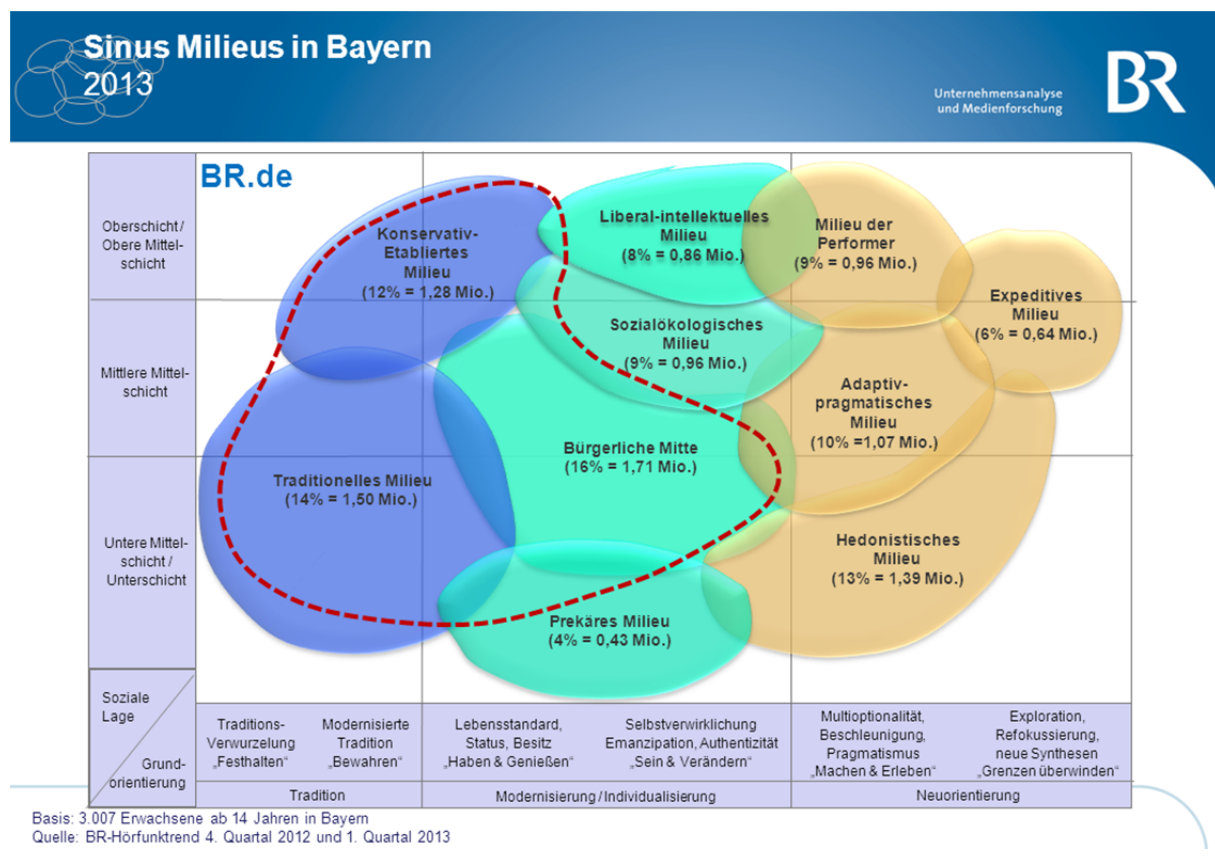 Sinus Milieus in Bayern
2013
Unternehmensanalyse
und Medienforschung
BR
BR.de
Oberschicht /
Obere Mittel-
schicht
Mittlere Mittel-
schicht
Untere Mittel-
schicht /
Unterschicht
Konservativ-
Etabliertes
Milieu
(12% = 1,28 Mio.)
Liberal-intellektuelles
Milieu
(8% = 0,86 Mio.)
Milieu der
Performer
(9% = 0,96 Mio.)
Expeditives
Milieu
(6% = 0,64 Mio.)
Sozialökologisches
Milieu
(9% = 0,96 Mio.)
Adaptiv-
pragmatisches
Milieu
(10% =1,07 Mio.)
Bürgerliche Mitte
(16% = 1,71 Mio.)
Traditionelles Milieu
(14% = 1,50 Mio.)
Hedonistisches
Milieu
(13% = 1,39 Mio.)
Prekäres Milieu
(4% = 0,43 Mio.)
Soziale
Lage
Grund-
orientierung
Traditions-
Verwurzelung
„Festhalten“
Modernisierte
Tradition
„Bewahren“
Lebensstandard,
Status, Besitz
„Haben & Genießen“
Selbstverwirklichung
Emanzipation, Authentizität
„Sein & Verändern“
Multioptionalität,
Beschleunigung,
Pragmatismus
„Machen & Erleben“
Exploration,
Refokussierung,
neue Synthesen
„Grenzen überwinden“
Tradition
Modernisierung / Individualisierung
Neuorientierung
Basis: 3.007 Erwachsene ab 14 Jahren in Bayern
Quelle: BR-Hörfunktrend 4. Quartal 2012 und 1. Quartal 2013